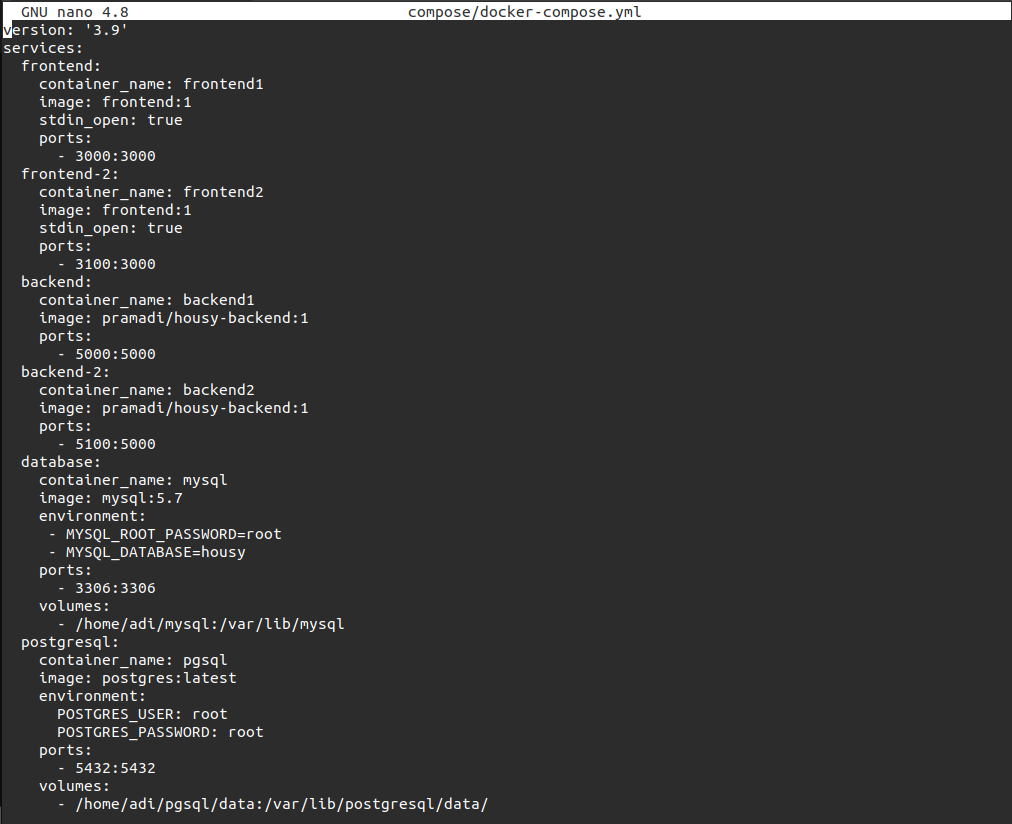 GNU nano 4.8 compose/docker-compose.yml
version: '3.9'
services:
  frontend:
    container_name: frontend1
    image: frontend:1
    stdin_open: true
    ports:
      - 3000:3000
  frontend-2:
    container_name: frontend2
    image: frontend:1
    stdin_open: true
    ports:
      - 3100:3000
  backend:
    container_name: backend1
    image: pramadi/housy-backend:1
    ports:
      - 5000:5000
  backend-2:
    container_name: backend2
    image: pramadi/housy-backend:1
    ports:
      - 5100:5000
  database:
    container_name: mysql
    image: mysql:5.7
    environment:
     - MYSQL_ROOT_PASSWORD=root
     - MYSQL_DATABASE=housy
    ports:
      - 3306:3306
    volumes:
      - /home/adi/mysql:/var/lib/mysql
  postgresql:
    container_name: pgsql
    image: postgres:latest
    environment:
      POSTGRES_USER: root
      POSTGRES_PASSWORD: root
    ports:
      - 5432:5432
    volumes:
      - /home/adi/pgsql/data:/var/lib/postgresql/data/